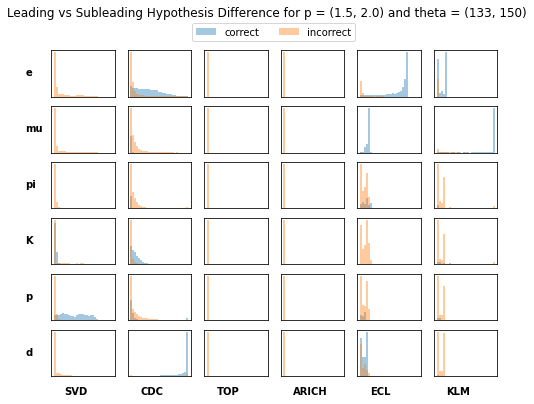 Leading vs Subleading Hypothesis Difference for p = (1.5, 2.0) and theta = (133, 150)
correct incorrect
e
mu
pi
K
p
d
SVD CDC TOP ARICH ECL KLM